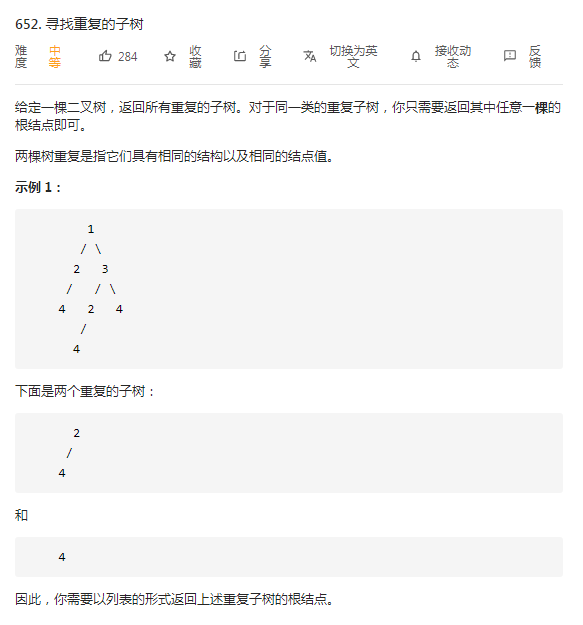 652. 寻找重复的子树
难度 中等 284 收藏 分享 切换为英文 接收动态 反馈
给定一棵二叉树，返回所有重复的子树。对于同一类的重复子树，你只需要返回其中任意一棵的
根结点即可。
两棵树重复是指它们具有相同的结构以及相同的结点值。
示例 1：
1
/ \
2 3
/ / \
4 2 4
/
4
下面是两个重复的子树：
2
/
4
和
4
因此，你需要以列表的形式返回上述重复子树的根结点。